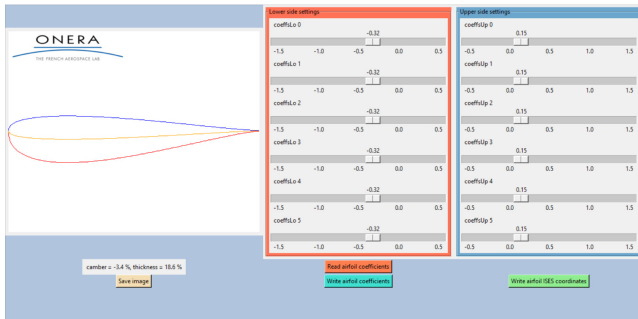 ONERA
THE FRENCH AEROSPACE LAB
camber = -3.4 %, thickness = 18.6 %
Save image
Lower side settings
coeffsLo 0
-0.32
-1.5 -1.0 -0.5 0.0 0.5
coeffsLo 1
-0.32
-1.5 -1.0 -0.5 0.0 0.5
coeffsLo 2
-0.32
-1.5 -1.0 -0.5 0.0 0.5
coeffsLo 3
-0.32
-1.5 -1.0 -0.5 0.0 0.5
coeffsLo 4
-0.32
-1.5 -1.0 -0.5 0.0 0.5
coeffsLo 5
-0.32
-1.5 -1.0 -0.5 0.0 0.5
Read airfoil coefficients
Write airfoil coefficients
Upper side settings
coeffsUp 0
0.15
-0.5 0.0 0.5 1.0 1.5
coeffsUp 1
0.15
-0.5 0.0 0.5 1.0 1.5
coeffsUp 2
0.15
-0.5 0.0 0.5 1.0 1.5
coeffsUp 3
0.15
-0.5 0.0 0.5 1.0 1.5
coeffsUp 4
0.15
-0.5 0.0 0.5 1.0 1.5
coeffsUp 5
0.15
-0.5 0.0 0.5 1.0 1.5
Write airfoil ISES coordinates